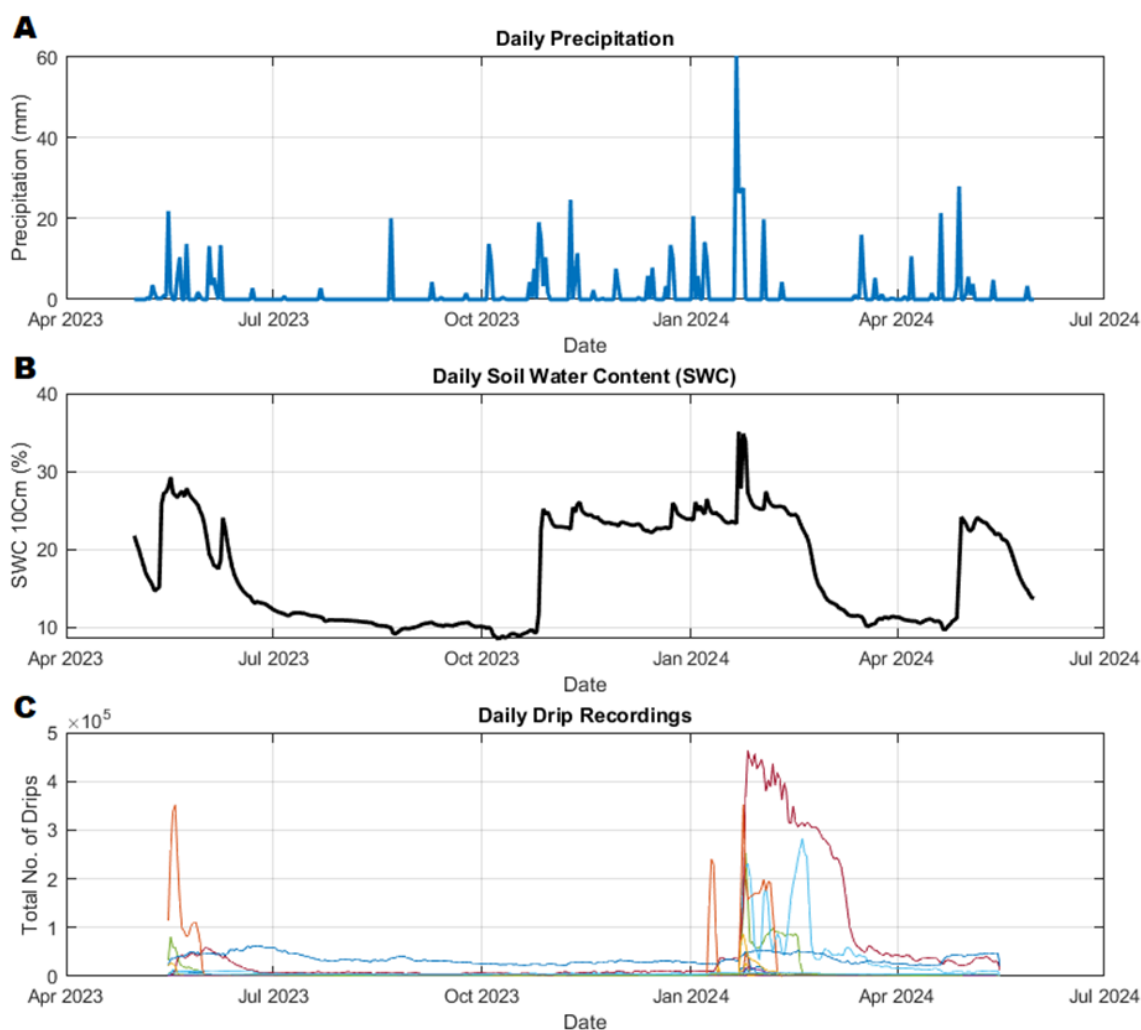 A
Daily Precipitation
60
40
20
0
Precipitation (mm)
Apr 2023 Jul 2023 Oct 2023 Jan 2024 Apr 2024 Jul 2024
Date
B
Daily Soil Water Content (SWC)
40
30
20
10
SWC 10Cm (%)
Apr 2023 Jul 2023 Oct 2023 Jan 2024 Apr 2024 Jul 2024
Date
C
×10⁵
Daily Drip Recordings
5
4
3
2
1
0
Total No. of Drips
Apr 2023 Jul 2023 Oct 2023 Jan 2024 Apr 2024 Jul 2024
Date